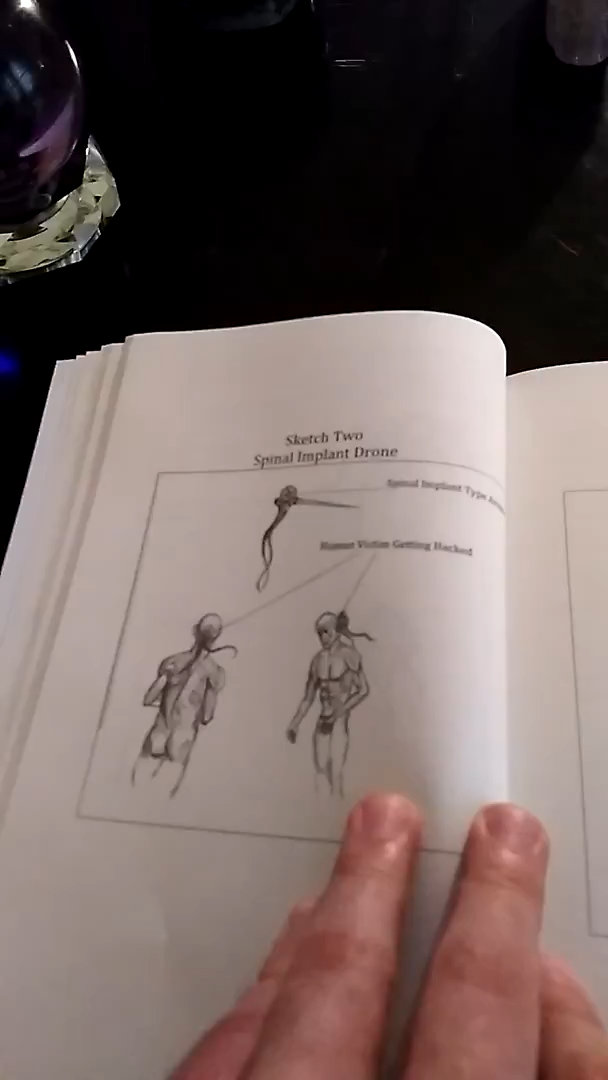 Sketch Two
Spinal Implant Drone
Spinal Implant Type
Human Victim Getting Hacked